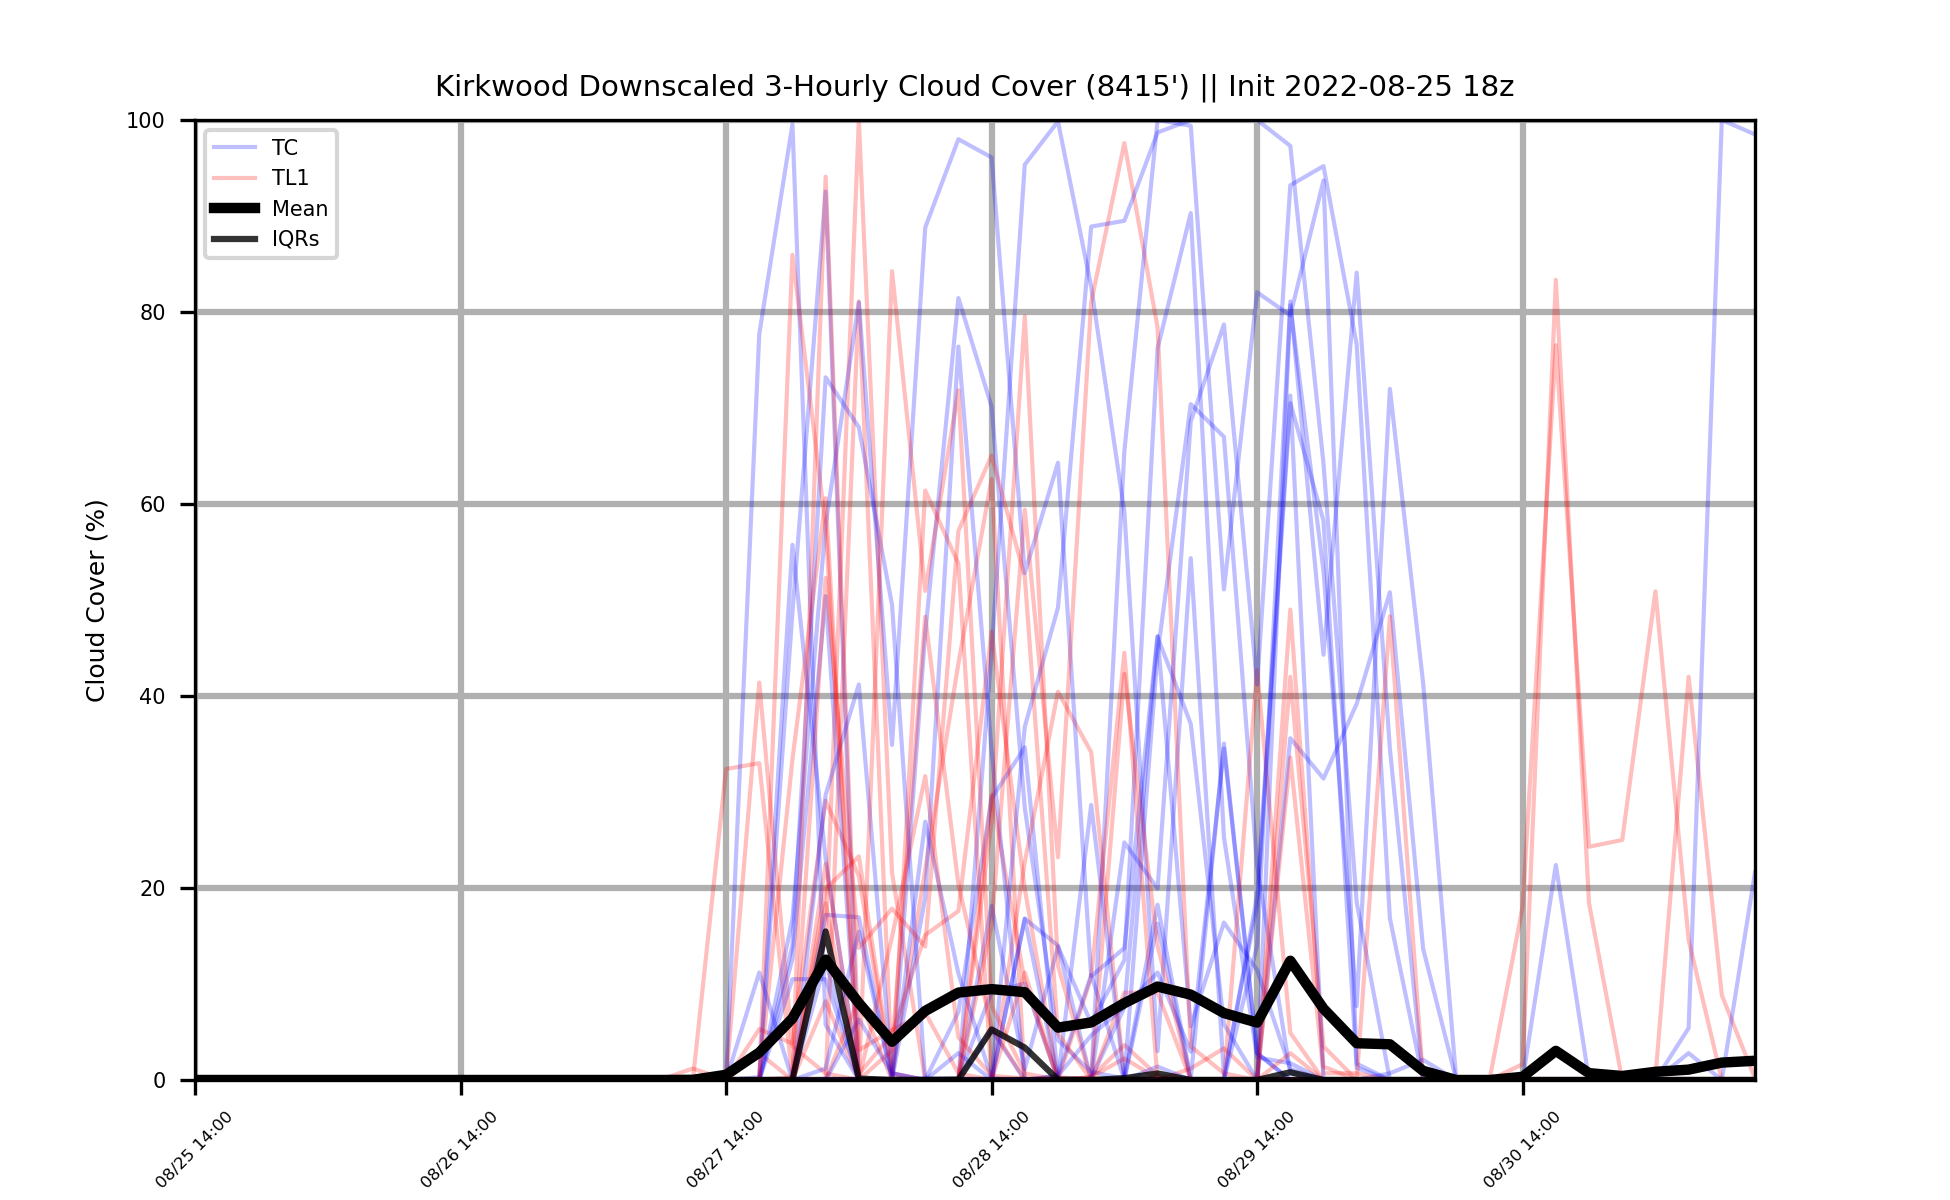 Kirkwood Downscaled 3-Hourly Cloud Cover (8415') || Init 2022-08-25 18z
TC
TL1
Mean
IQRs
Cloud Cover (%)
100
80
60
40
20
0
08/25 14:00
08/26 14:00
08/27 14:00
08/28 14:00
08/29 14:00
08/30 14:00